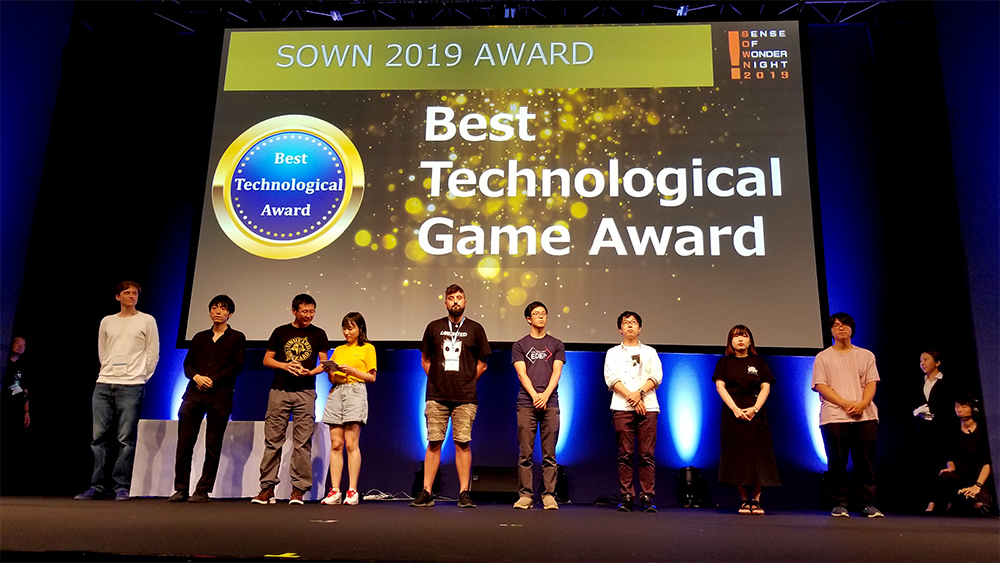 SOWN 2019 AWARD
SENSE
OF
WONDER
NIGHT
2019
Best
Technological
Game Award
Best
Technological
Award